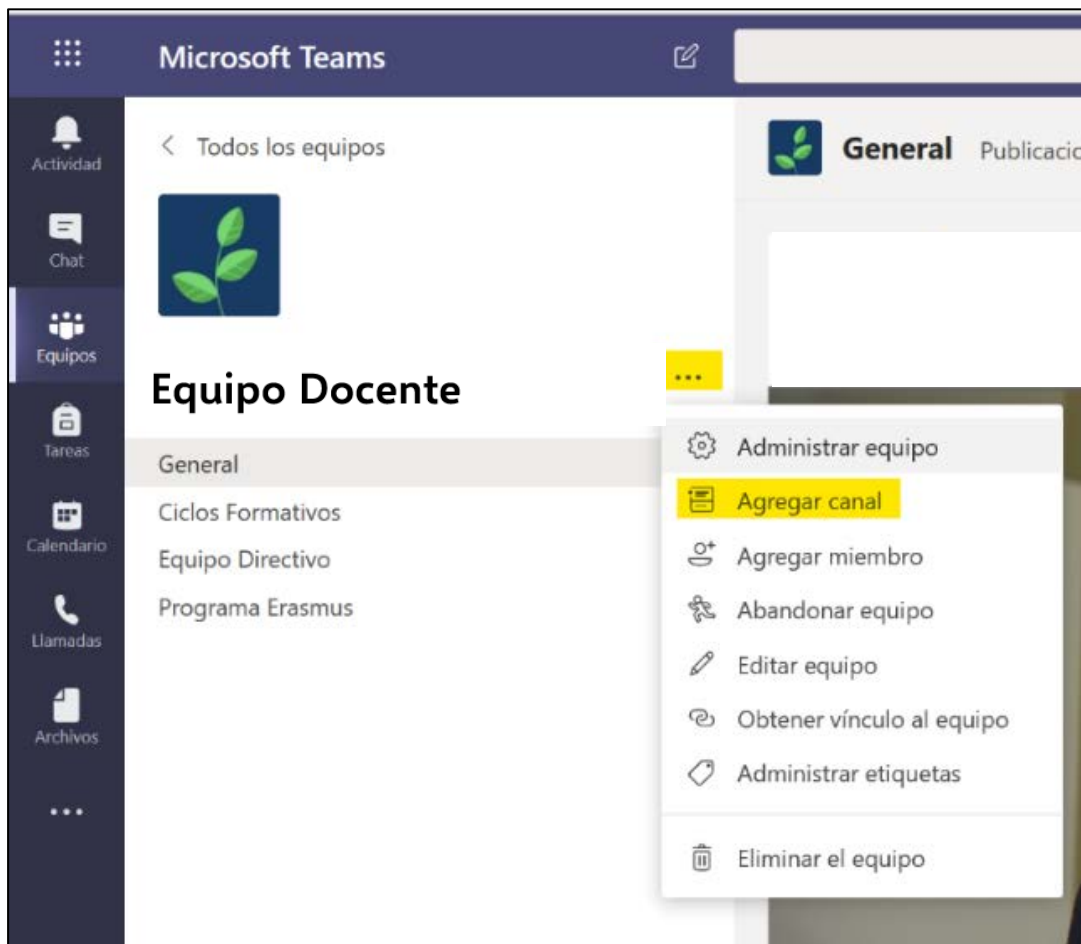 Microsoft Teams
Actividad
Chat
Equipos
Tareas
Calendario
Llamadas
Archivos
Todos los equipos
Equipo Docente
General
Ciclos Formativos
Equipo Directivo
Programa Erasmus
General
Administrar equipo
Agregar canal
Agregar miembro
Abandonar equipo
Editar equipo
Obtener vínculo al equipo
Administrar etiquetas
Eliminar el equipo